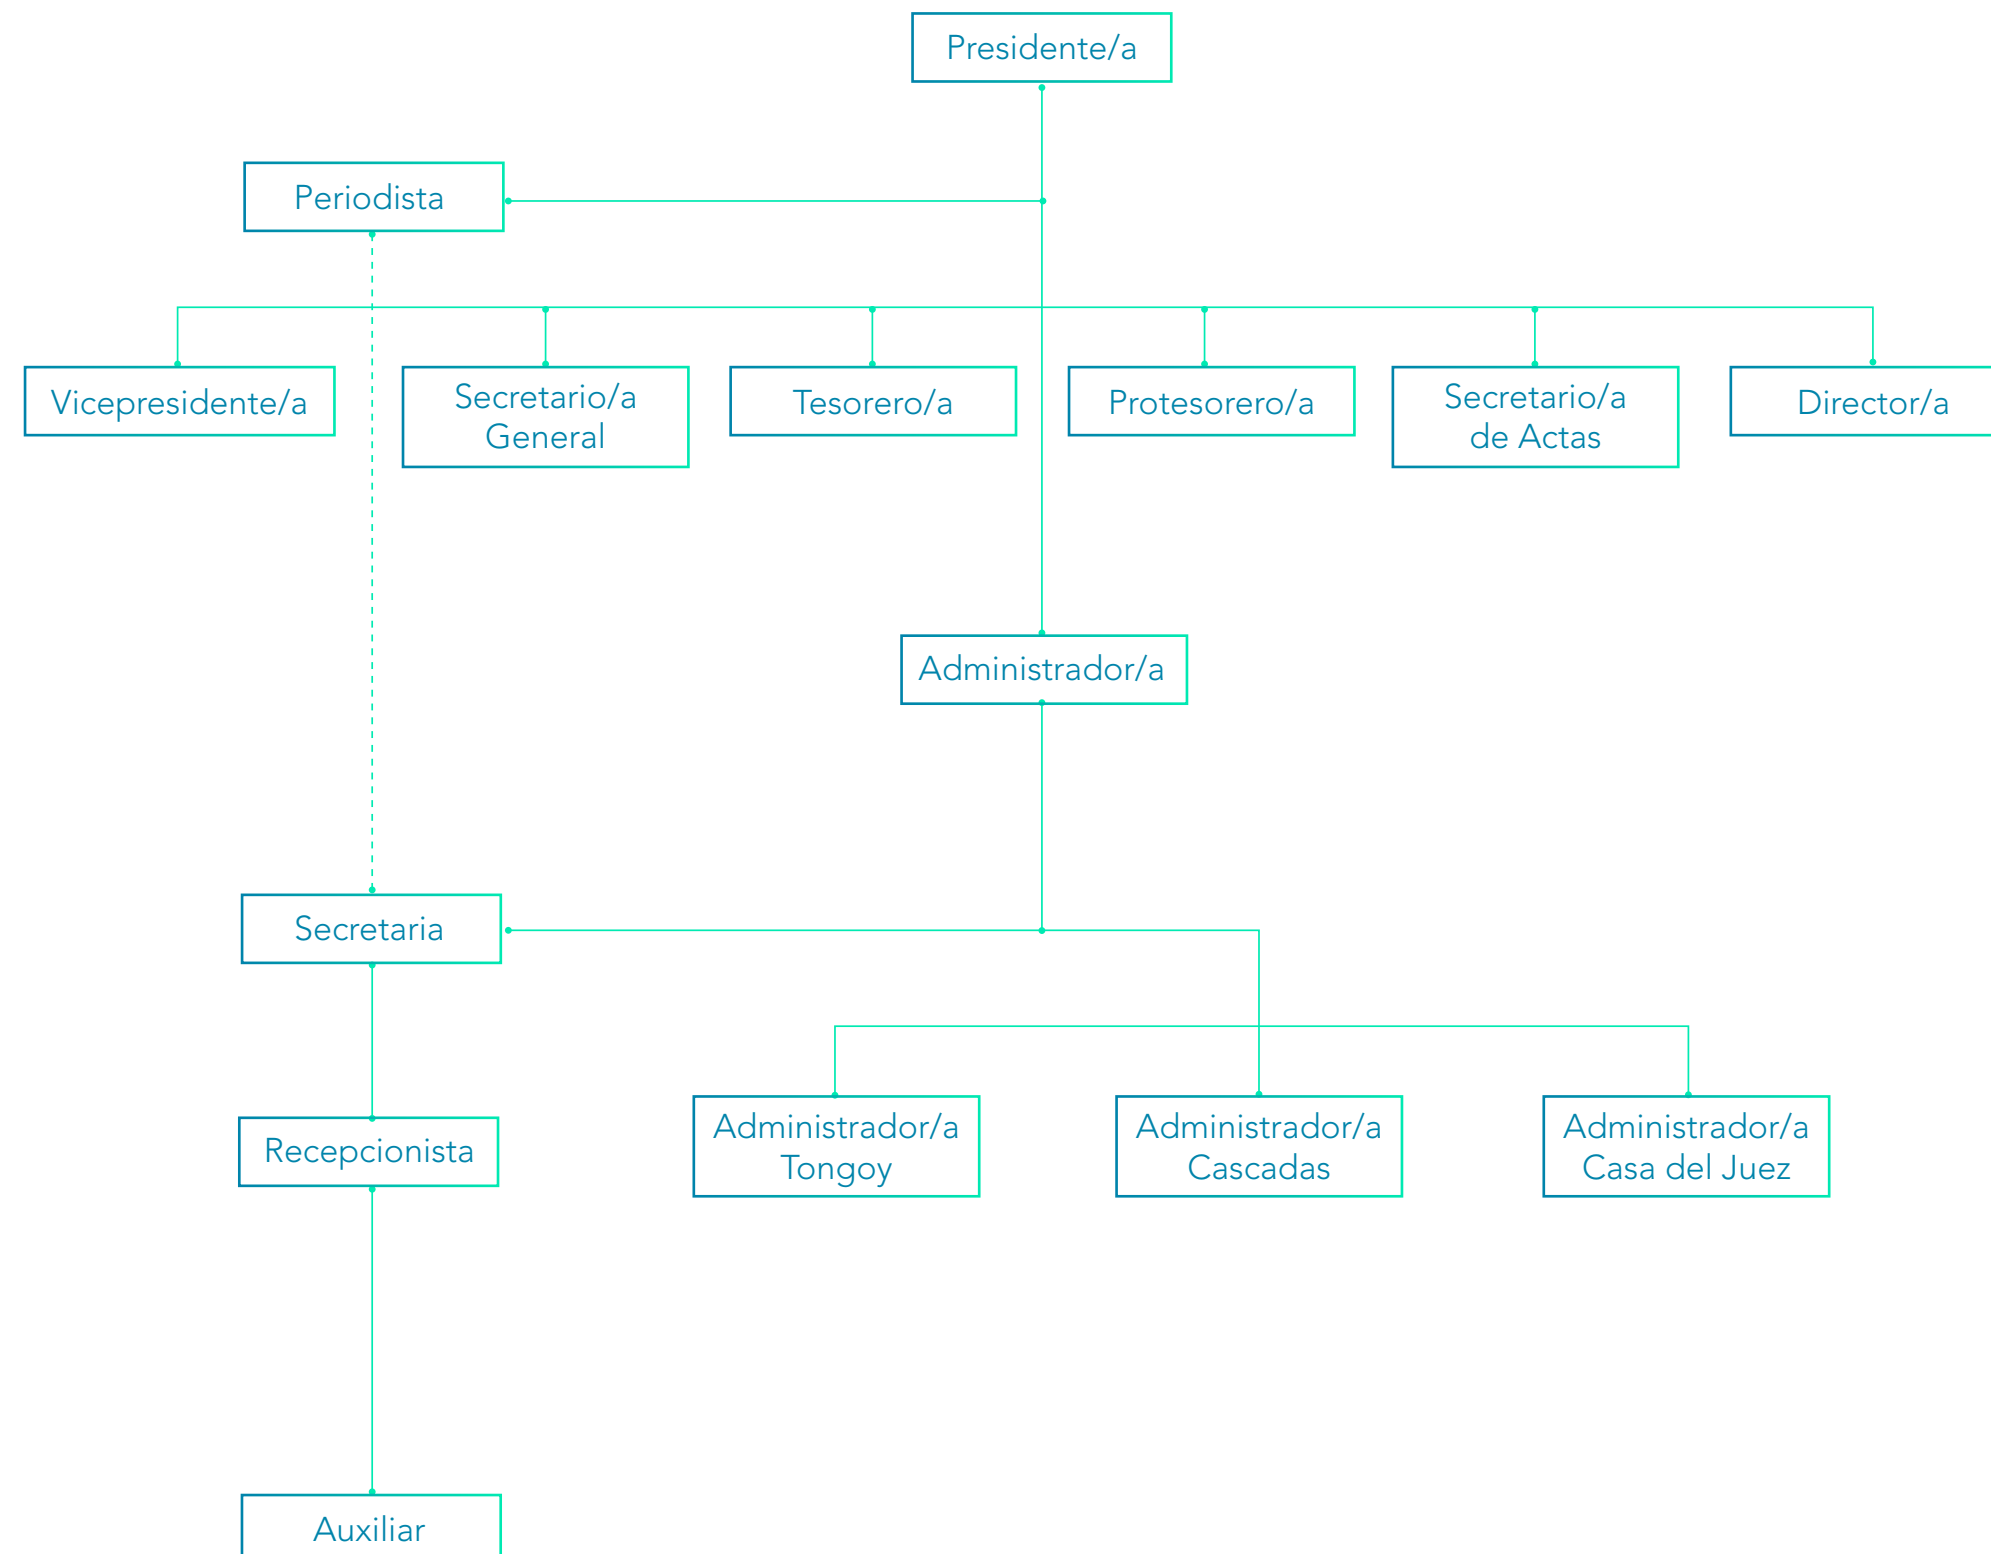 Presidente/a
Periodista
Vicepresidente/a
Secretario/a
General
Tesorero/a
Protesorero/a
Secretario/a
de Actas
Director/a
Administrador/a
Secretaria
Recepcionista
Administrador/a
Tongoy
Administrador/a
Cascadas
Administrador/a
Casa del Juez
Auxiliar